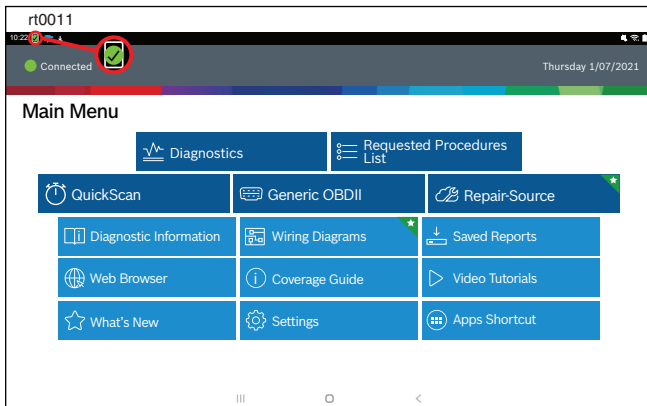 rt0011
10:22
Connected
Thursday 1/07/2021
Main Menu
Diagnostics
Requested Procedures
List
QuickScan
Generic OBDII
Repair-Source
Diagnostic Information
Wiring Diagrams
Saved Reports
Web Browser
Coverage Guide
Video Tutorials
What's New
Settings
Apps Shortcut